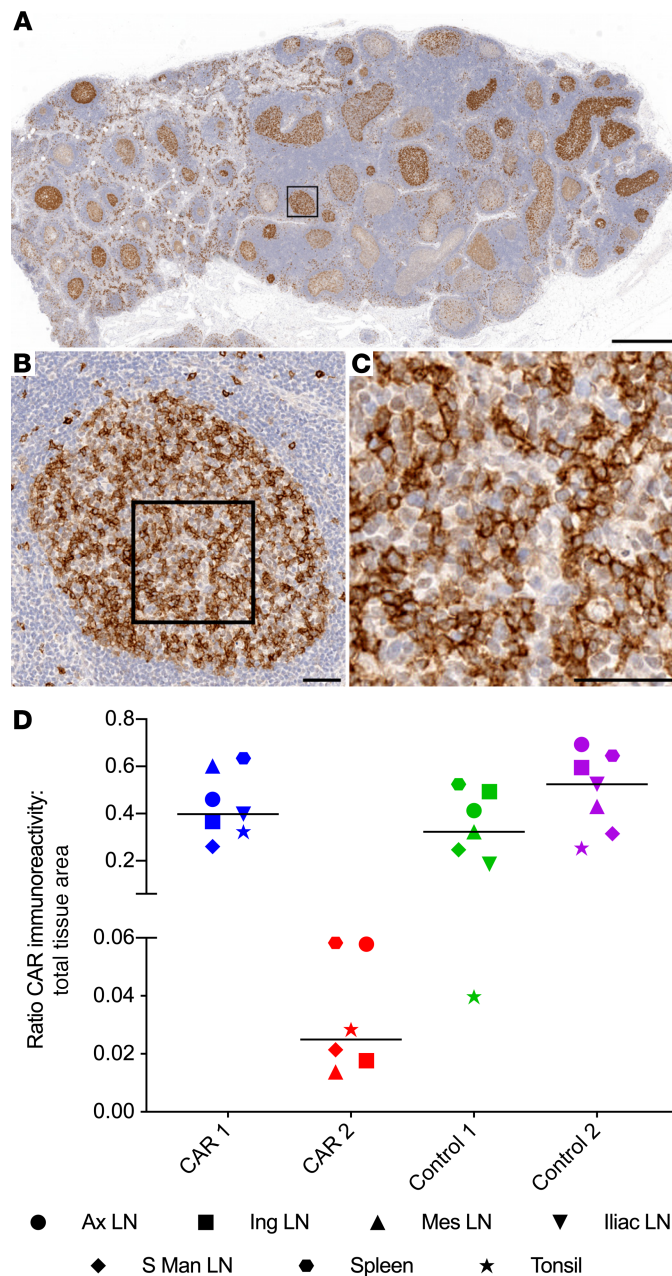 A
B
C
D
Ratio CAR immunoreactivity:
total tissue area
0.8
0.6
0.4
0.2
0.06
0.04
0.02
0.00
CAR 1
CAR 2
Control 1
Control 2
Ax LN
Ing LN
Mes LN
Iliac LN
S Man LN
Spleen
Tonsil